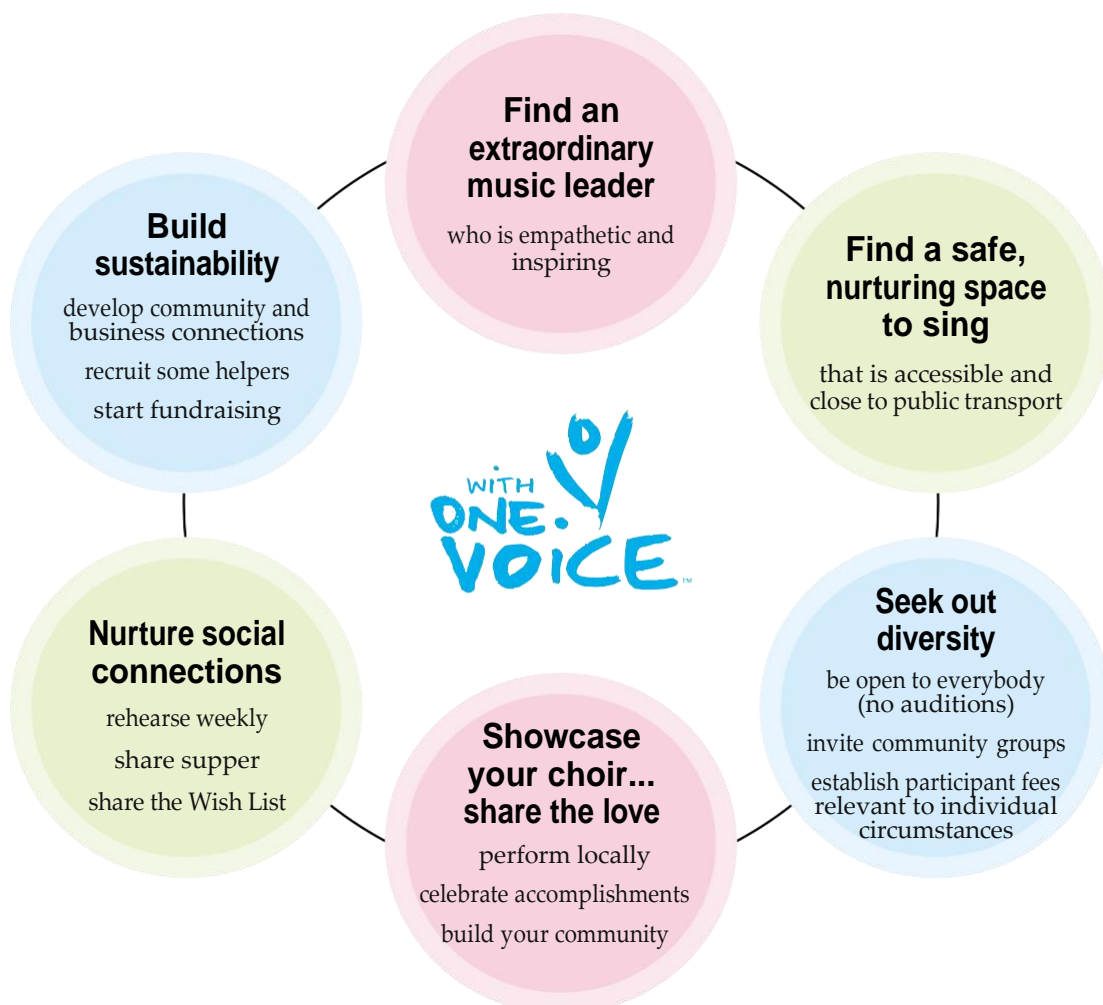 Find an
extraordinary
music leader
who is empathetic and
inspiring
Find a safe,
nurturing space
to sing
that is accessible and
close to public transport
Seek out
diversity
be open to everybody
(no auditions)
invite community groups
establish participant fees
relevant to individual
circumstances
Showcase
your choir...
share the love
perform locally
celebrate accomplishments
build your community
Nurture social
connections
rehearse weekly
share supper
share the Wish List
Build
sustainability
develop community and
business connections
recruit some helpers
start fundraising
WITH
ONE.
VOICE™